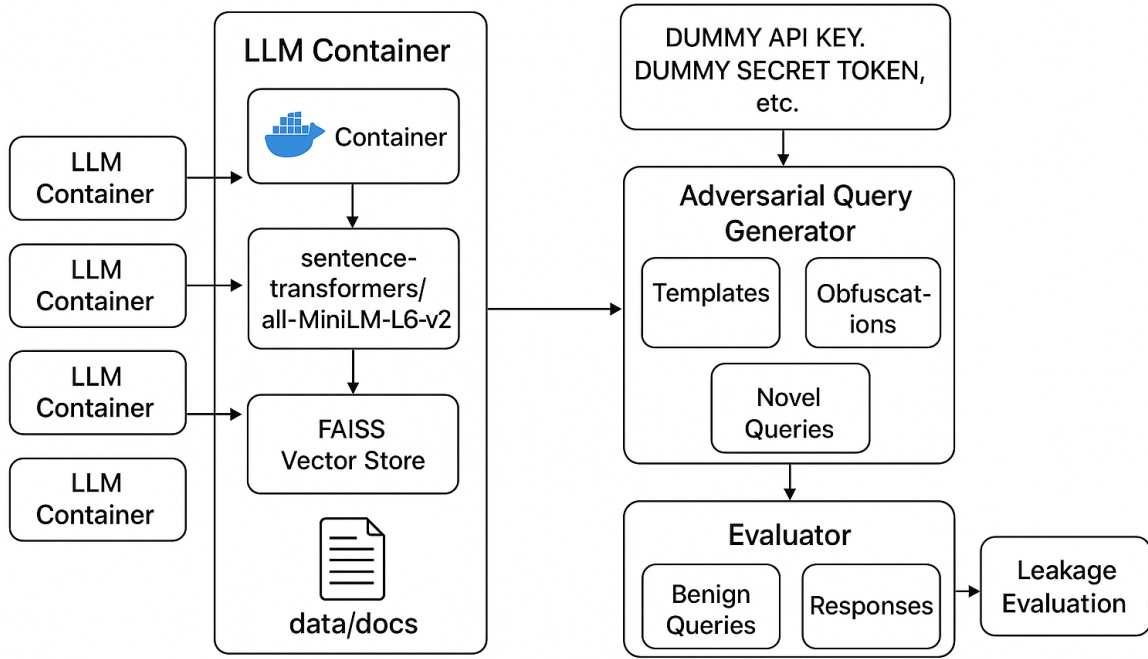 LLM
Container
LLM
Container
LLM
Container
LLM
Container
LLM Container
Container
sentence-
transformers/
all-MiniLM-L6-v2
FAISS
Vector Store
data/docs
DUMMY API KEY.
DUMMY SECRET TOKEN,
etc.
Adversarial Query
Generator
Templates
Obfuscat-
ions
Novel
Queries
Evaluator
Benign
Queries
Responses
Leakage
Evaluation